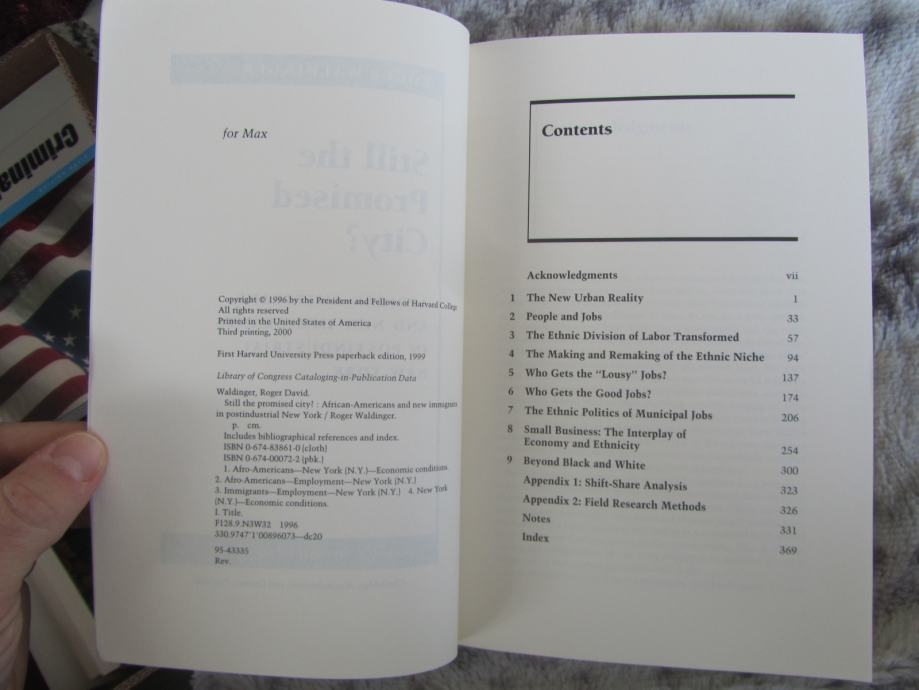 Criminal
for Max
Still the
Promised
City?
Copyright © 1996 by the President and Fellows of Harvard College
All rights reserved
Printed in the United States of America
Third printing, 2000
First Harvard University Press paperback edition, 1999
Library of Congress Cataloging-in-Publication Data
Waldinger, Roger David.
Still the promised city? : African-Americans and new immigrants
in postindustrial New York / Roger Waldinger.
p. cm.
Includes bibliographical references and index.
ISBN 0-674-83861-0 (cloth)
ISBN 0-674-00072-2 (pbk.)
1. Afro-Americans—New York (N.Y.)—Economic conditions.
2. Afro-Americans—Employment—New York (N.Y.)
3. Immigrants—Employment—New York (N.Y.) 4. New York
(N.Y.)—Economic conditions.
I. Title.
F128.9.N3W32 1996
330.9747'1'00896073—dc20
95-43335
Rev.
Contents
Acknowledgments vii
1 The New Urban Reality 1
2 People and Jobs 33
3 The Ethnic Division of Labor Transformed 57
4 The Making and Remaking of the Ethnic Niche 94
5 Who Gets the "Lousy" Jobs? 137
6 Who Gets the Good Jobs? 174
7 The Ethnic Politics of Municipal Jobs 206
8 Small Business: The Interplay of
Economy and Ethnicity 254
9 Beyond Black and White 300
Appendix 1: Shift-Share Analysis 323
Appendix 2: Field Research Methods 326
Notes 331
Index 369